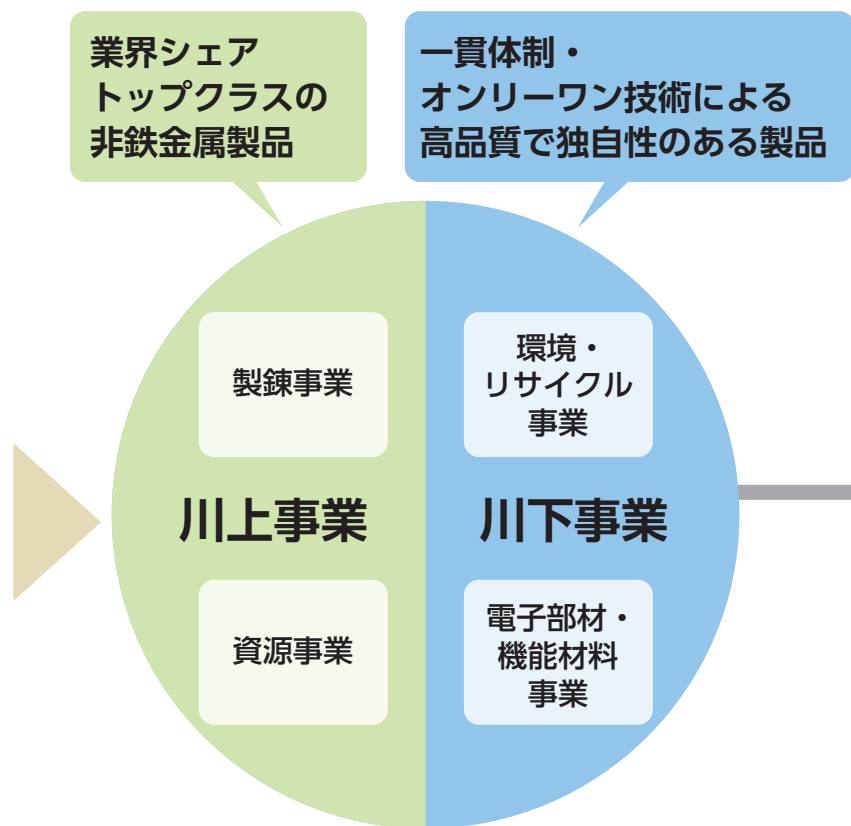 業界シェア
トップクラスの
非鉄金属製品
一貫体制・
オンリーワン技術による
高品質で独自性のある製品
製錬事業
環境・
リサイクル
事業
川上事業
川下事業
資源事業
電子部材・
機能材料
事業